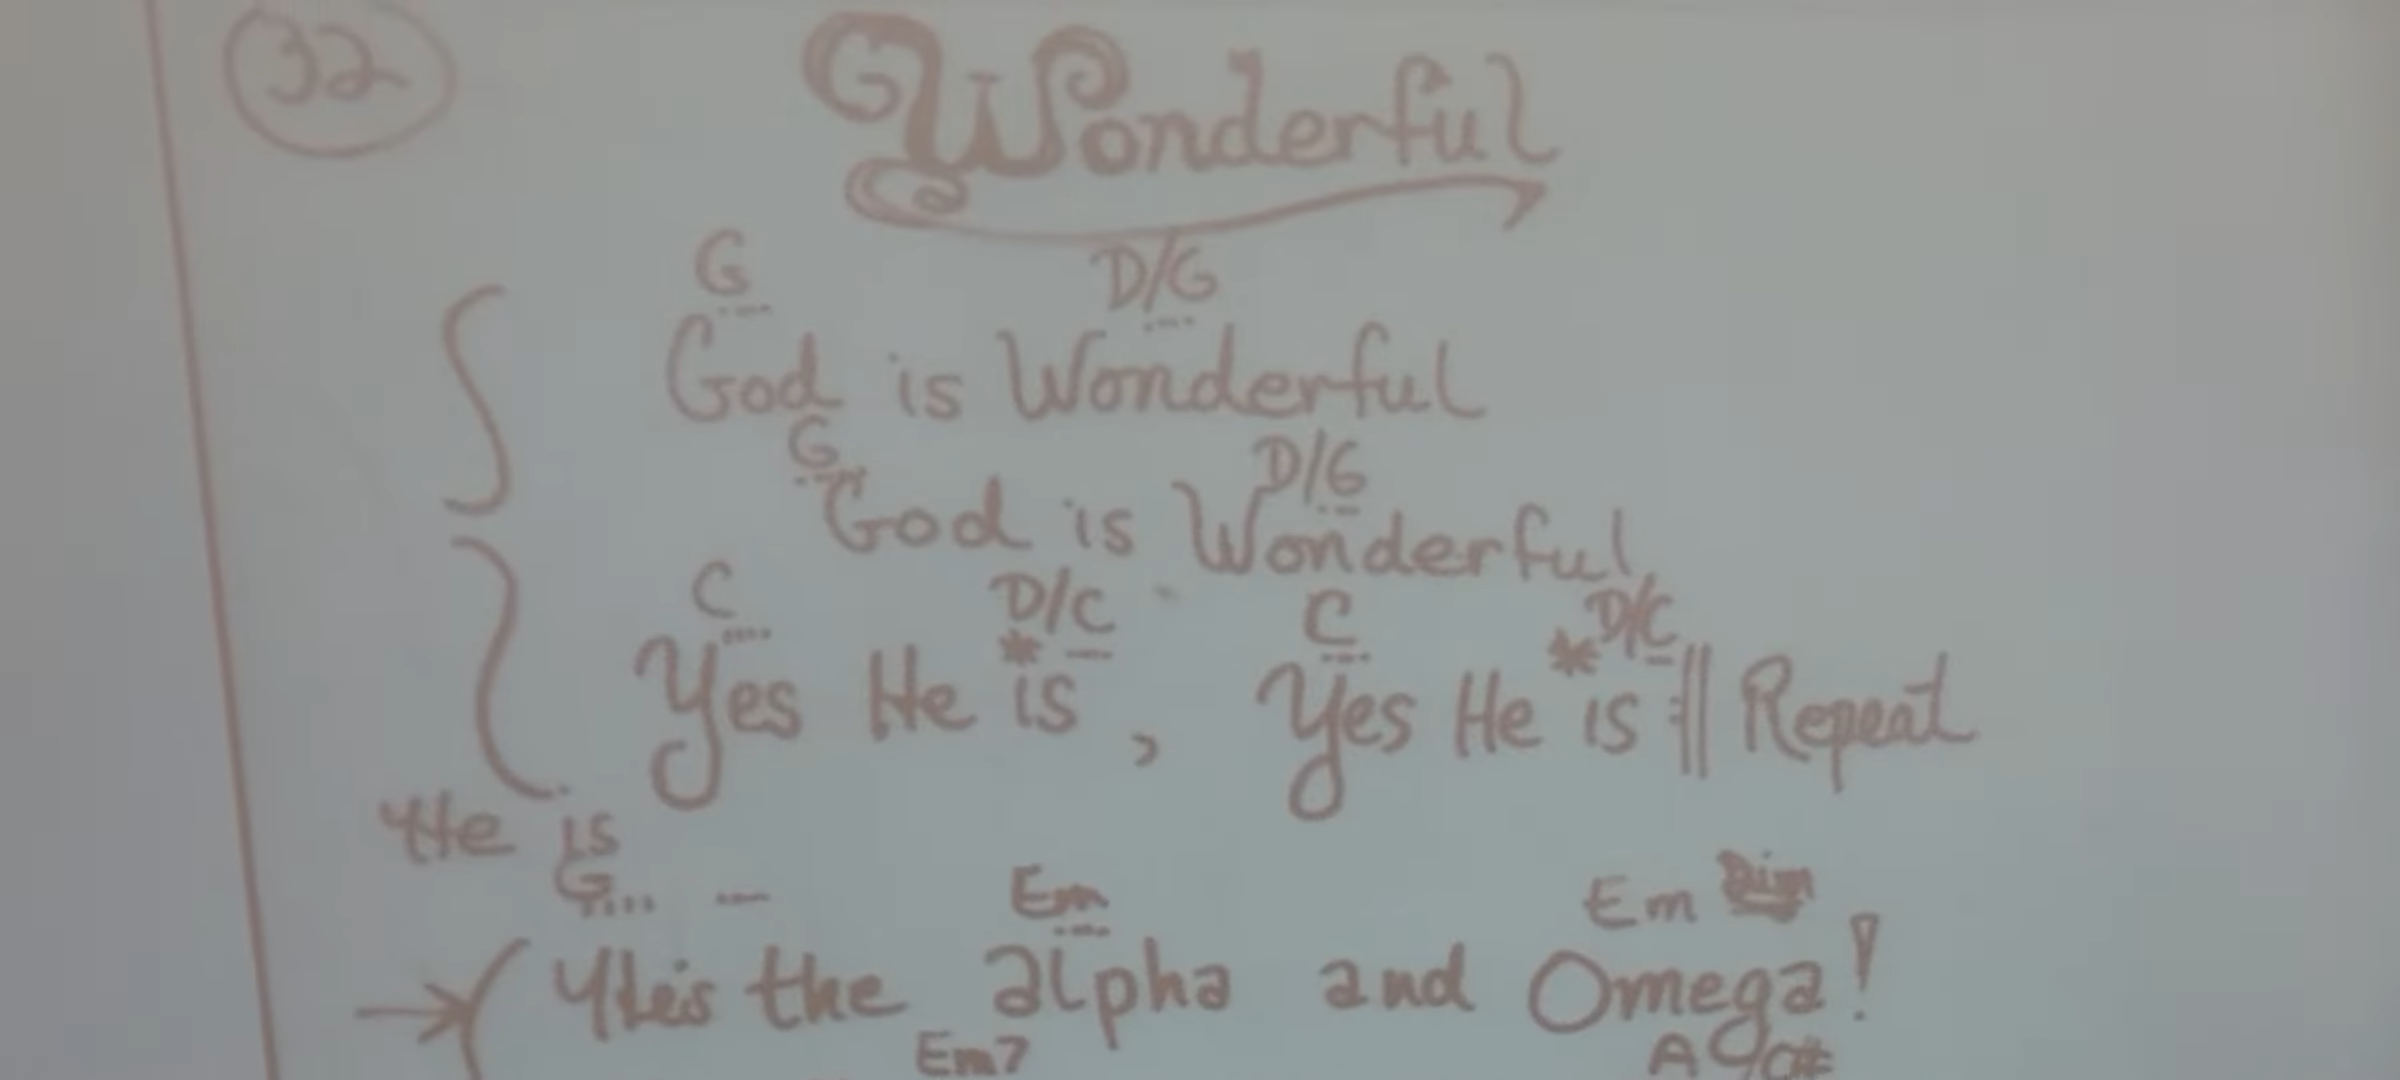 32
Wonderful
G D/G
God is Wonderful
G D/G
God is Wonderful
C D/C C D/C
* *
Yes He is, Yes He is :|| Repeat
He is
G... — Em Em
He's the alpha and Omega!
Em7 A/C#